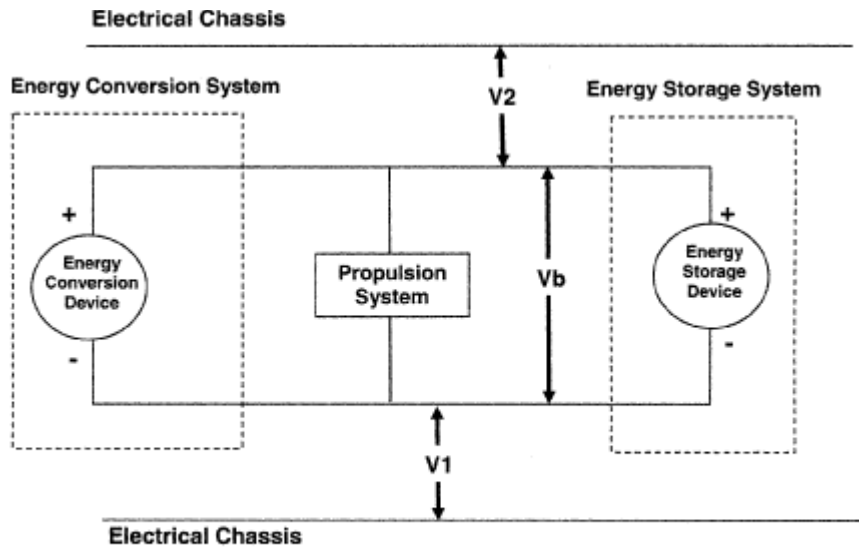 Electrical Chassis
Energy Conversion System
V2
Energy Storage System
+
Energy
Conversion
Device
-
Propulsion
System
Vb
+
Energy
Storage
Device
-
V1
Electrical Chassis